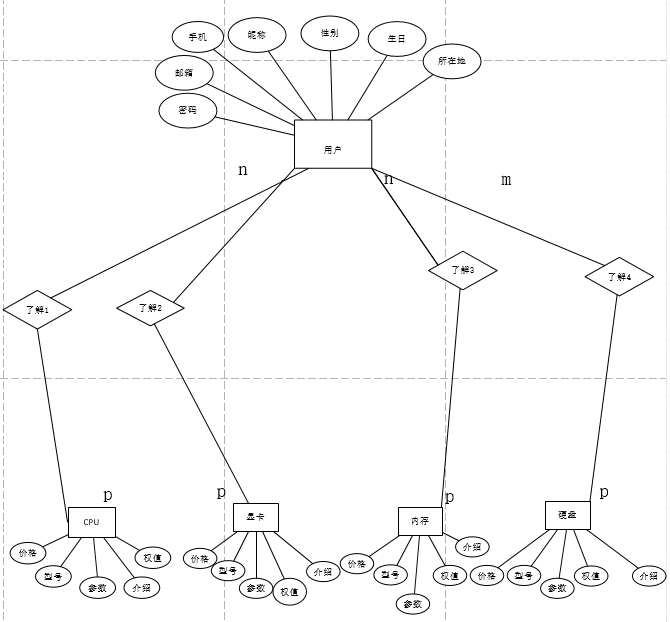 手机
昵称
性别
生日
所在地
邮箱
密码
用户
n
n
m
了解1
了解2
了解3
了解4
p
p
p
p
CPU
显卡
内存
硬盘
价格
型号
参数
介绍
权值
价格
型号
参数
权值
介绍
价格
型号
参数
权值
介绍
价格
型号
参数
权值
介绍